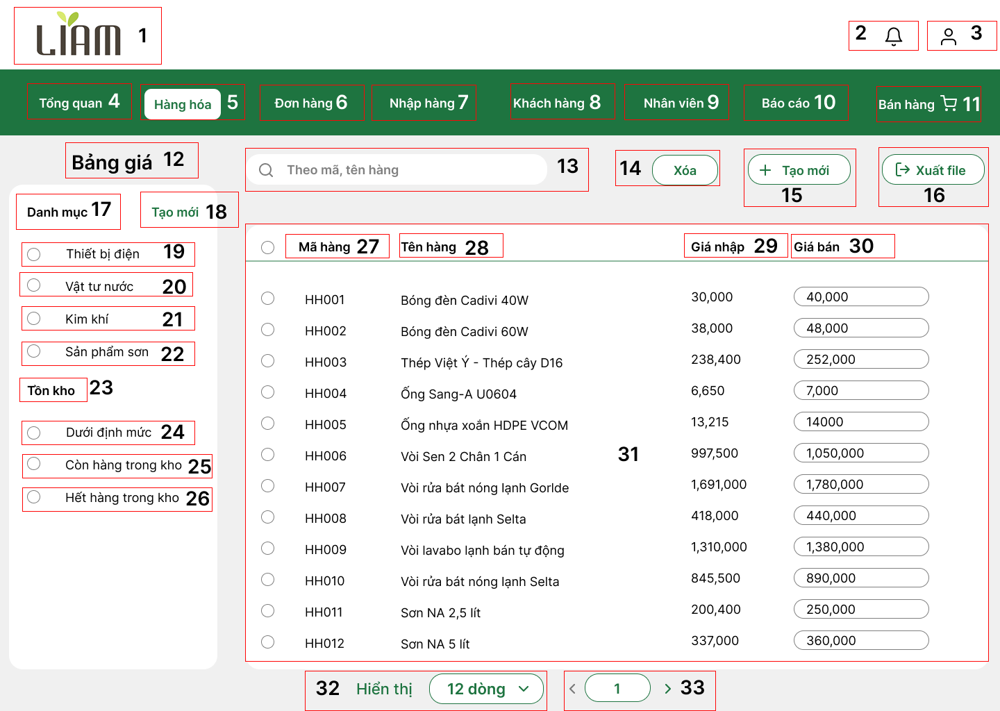 LIAM 1
2
3
Tổng quan 4
Hàng hóa 5
Đơn hàng 6
Nhập hàng 7
Khách hàng 8
Nhân viên 9
Báo cáo 10
Bán hàng 11
Bảng giá 12
Theo mã, tên hàng 13
14 Xóa
Tạo mới
15
Xuất file
16
Danh mục 17
Tạo mới 18
Thiết bị điện 19
Vật tư nước 20
Kim khí 21
Sản phẩm sơn 22
Tồn kho 23
Dưới định mức 24
Còn hàng trong kho 25
Hết hàng trong kho 26
Mã hàng 27 Tên hàng 28 Giá nhập 29 Giá bán 30
HH001 Bóng đèn Cadivi 40W 30,000 40,000
HH002 Bóng đèn Cadivi 60W 38,000 48,000
HH003 Thép Việt Ý - Thép cây D16 238,400 252,000
HH004 Ống Sang-A U0604 6,650 7,000
HH005 Ống nhựa xoắn HDPE VCOM 13,215 14000
HH006 Vòi Sen 2 Chân 1 Cán 31 997,500 1,050,000
HH007 Vòi rửa bát nóng lạnh Gorlde 1,691,000 1,780,000
HH008 Vòi rửa bát lạnh Selta 418,000 440,000
HH009 Vòi lavabo lạnh bán tự động 1,310,000 1,380,000
HH010 Vòi rửa bát nóng lạnh Selta 845,500 890,000
HH011 Sơn NA 2,5 lít 200,400 250,000
HH012 Sơn NA 5 lít 337,000 360,000
32 Hiển thị 12 dòng
1 33